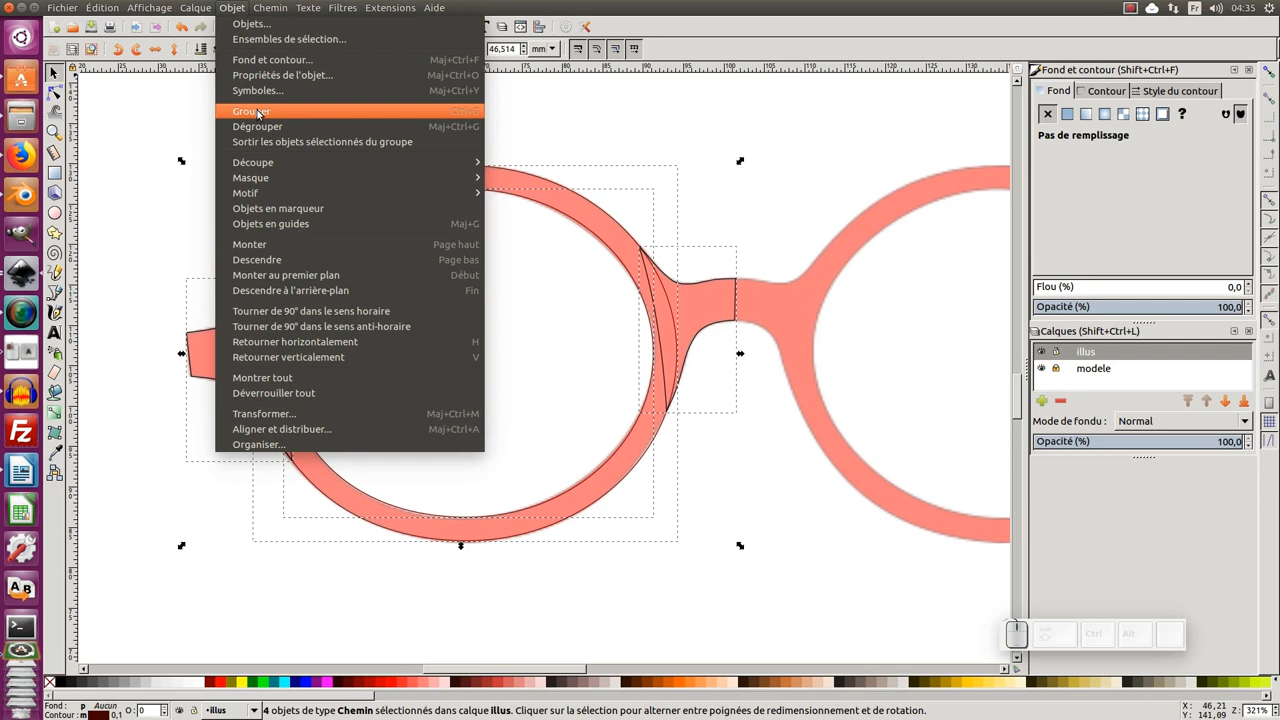 Fichier Édition Affichage Calque Objet Chemin Texte Filtres Extensions Aide
Fr 04:35
Objets...
Ensembles de sélection...
Fond et contour... Maj+Ctrl+F
Propriétés de l'objet... Maj+Ctrl+O
Symboles... Maj+Ctrl+Y
Grouper Ctrl+G
Dégrouper Maj+Ctrl+G
Sortir les objets sélectionnés du groupe
Découpe
Masque
Motif
Objets en marqueur
Objets en guides Maj+G
Monter Page haut
Descendre Page bas
Monter au premier plan Début
Descendre à l'arrière-plan Fin
Tourner de 90° dans le sens horaire
Tourner de 90° dans le sens anti-horaire
Retourner horizontalement H
Retourner verticalement V
Montrer tout
Déverrouiller tout
Transformer... Maj+Ctrl+M
Aligner et distribuer... Maj+Ctrl+A
Organiser...
46,514 mm
Fond et contour (Shift+Ctrl+F)
Fond Contour Style du contour
?
Pas de remplissage
Flou (%) 0,0
Opacité (%) 100,0
Calques (Shift+Ctrl+L)
illus
modele
Mode de fondu : Normal
Opacité (%) 100,0
Ctrl Alt
Fond : p Aucun
Contour : m 0,1
O: 0
•illus
4 objets de type Chemin sélectionnés dans calque illus. Cliquer sur la sélection pour alterner entre poignées de redimensionnement et de rotation.
X: 46,21
Y: 141,09
Z: 321%